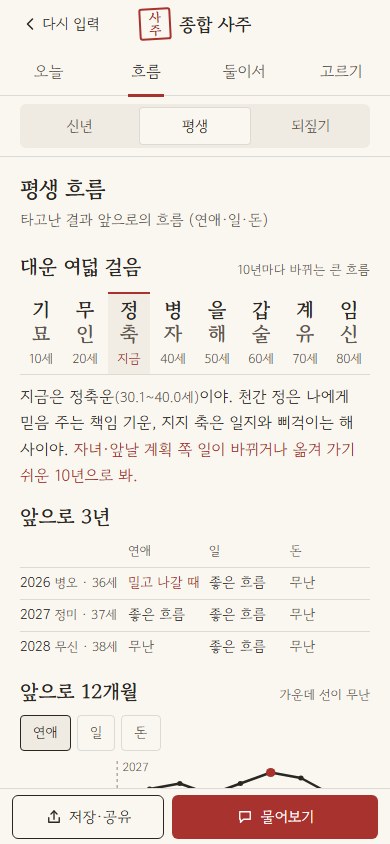 다시 입력
사주
종합 사주
오늘 흐름 둘이서 고르기
신년 평생 되짚기
평생 흐름
타고난 결과 앞으로의 흐름 (연애·일·돈)
대운 여덟 걸음 10년마다 바뀌는 큰 흐름
기 무 정 병 을 갑 계 임
묘 인 축 자 해 술 유 신
10세 20세 지금 40세 50세 60세 70세 80세
지금은 정축운(30.1~40.0세)이야. 천간 정은 나에게
믿음 주는 책임 기운, 지지 축은 일지와 삐걱이는 해
사이야. 자녀·앞날 계획 쪽 일이 바뀌거나 옮겨 가기
쉬운 10년으로 봐.
앞으로 3년
연애 일 돈
2026 병오 · 36세 밀고 나갈 때 좋은 흐름 무난
2027 정미 · 37세 좋은 흐름 좋은 흐름 무난
2028 무신 · 38세 무난 좋은 흐름 무난
앞으로 12개월 가운데 선이 무난
연애 일 돈
2027
저장·공유 물어보기